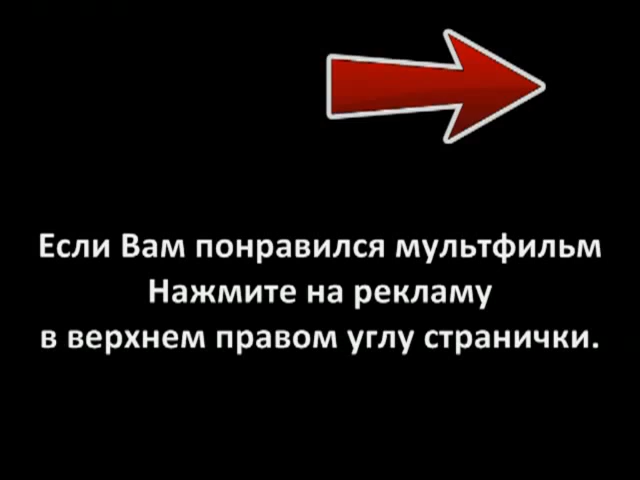 Если Вам понравился мультфильм
Нажмите на рекламу
в верхнем правом углу странички.